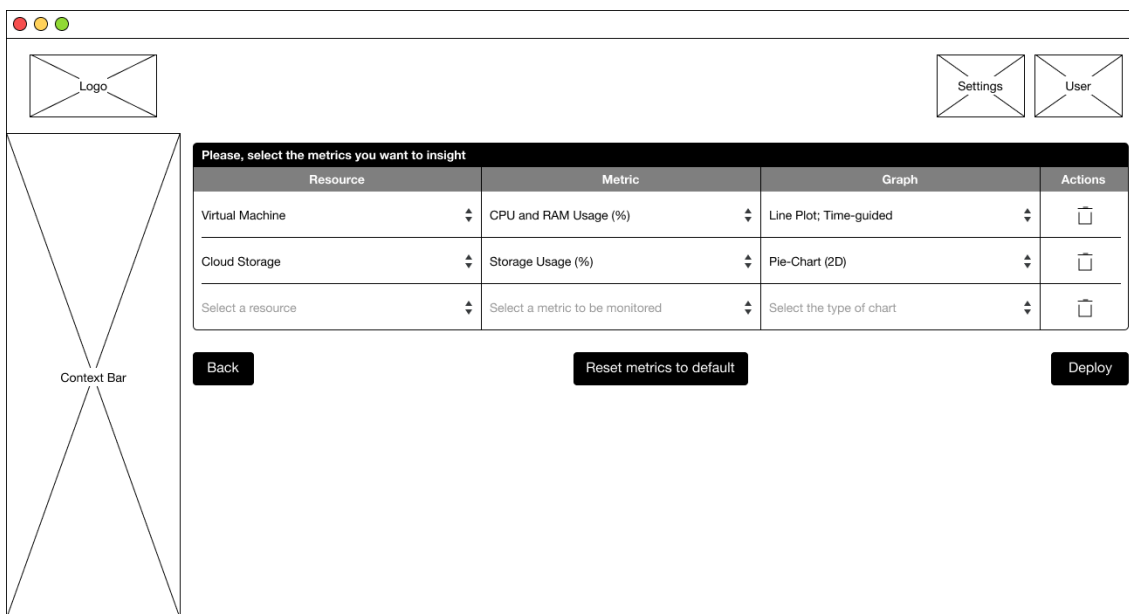 Logo
Settings
User
Context Bar
Please, select the metrics you want to insight
Resource Metric Graph Actions
Virtual Machine CPU and RAM Usage (%) Line Plot; Time-guided
Cloud Storage Storage Usage (%) Pie-Chart (2D)
Select a resource Select a metric to be monitored Select the type of chart
Back Reset metrics to default Deploy